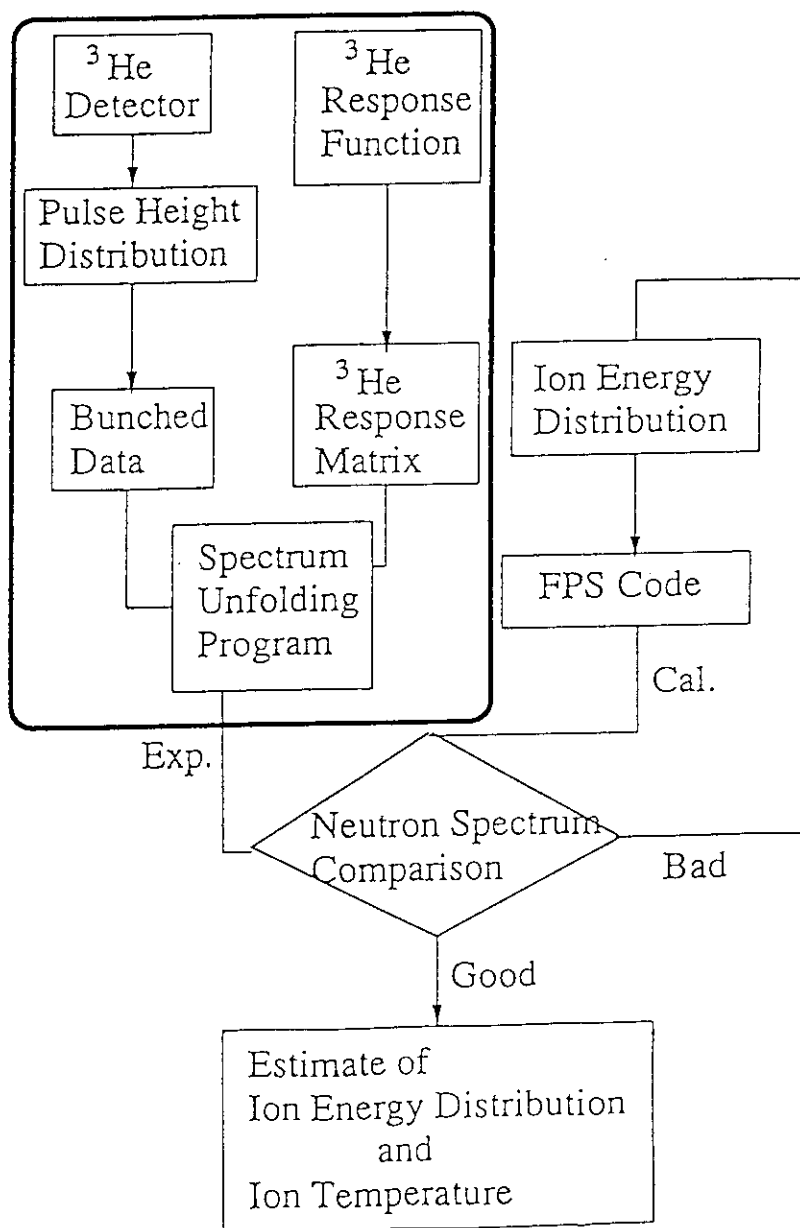 ³He
Detector
Pulse Height
Distribution
Bunched
Data
³He
Response
Function
³He
Response
Matrix
Spectrum
Unfolding
Program
Exp.
Ion Energy
Distribution
FPS Code
Cal.
Neutron Spectrum
Comparison
Bad
Good
Estimate of
Ion Energy Distribution
and
Ion Temperature